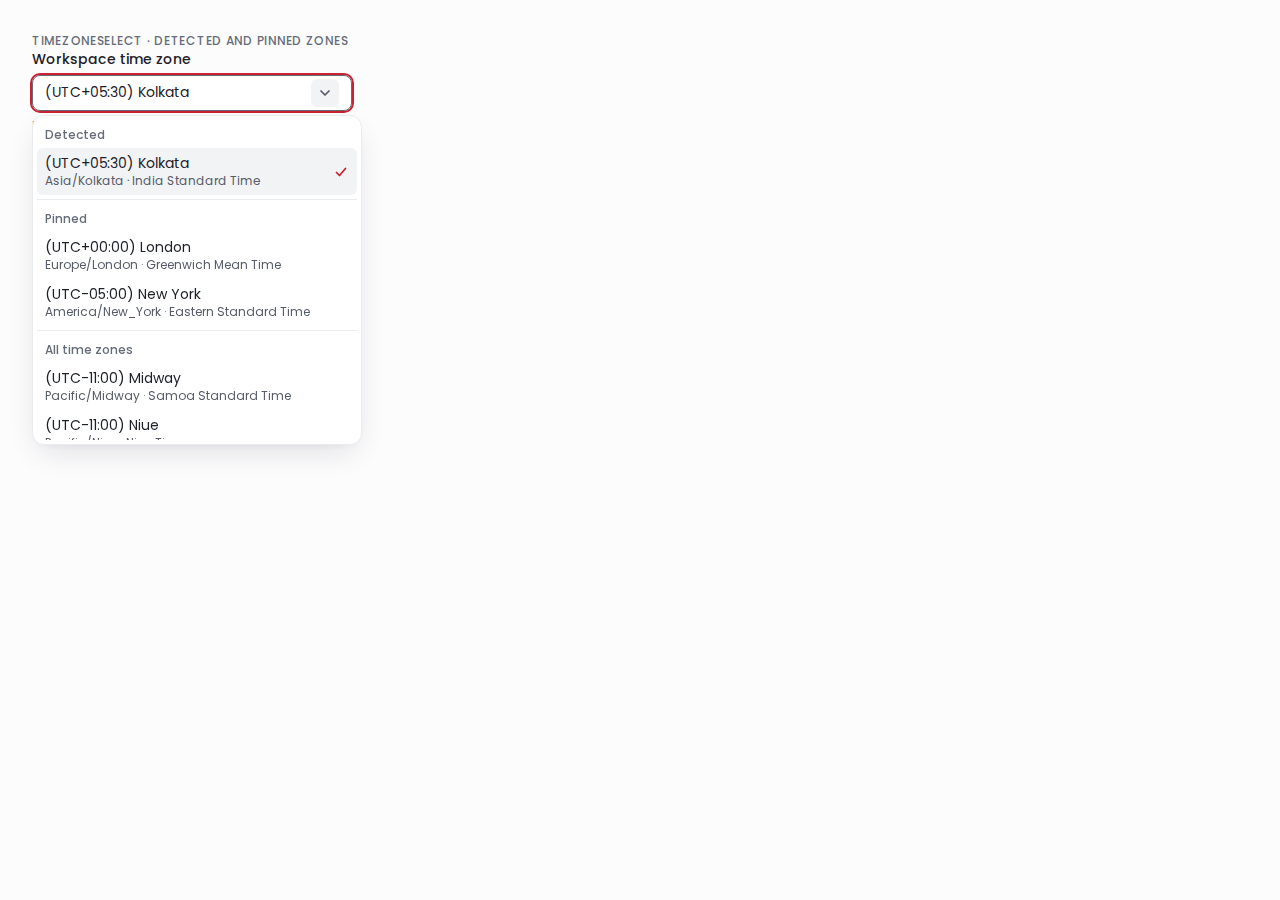 TIMEZONESELECT · DETECTED AND PINNED ZONES
Workspace time zone
(UTC+05:30) Kolkata
Detected
(UTC+05:30) Kolkata
Asia/Kolkata · India Standard Time
Pinned
(UTC+00:00) London
Europe/London · Greenwich Mean Time
(UTC-05:00) New York
America/New_York · Eastern Standard Time
All time zones
(UTC-11:00) Midway
Pacific/Midway · Samoa Standard Time
(UTC-11:00) Niue